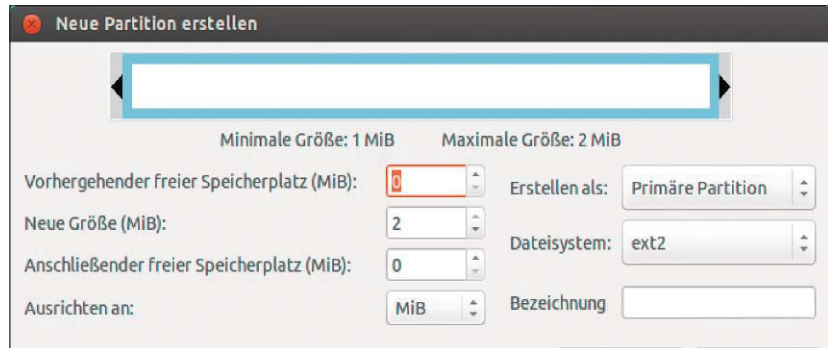 Neue Partition erstellen
Minimale Größe: 1 MiB Maximale Größe: 2 MiB
Vorhergehender freier Speicherplatz (MiB): 0
Neue Größe (MiB): 2
Anschließender freier Speicherplatz (MiB): 0
Ausrichten an: MiB
Erstellen als: Primäre Partition
Dateisystem: ext2
Bezeichnung